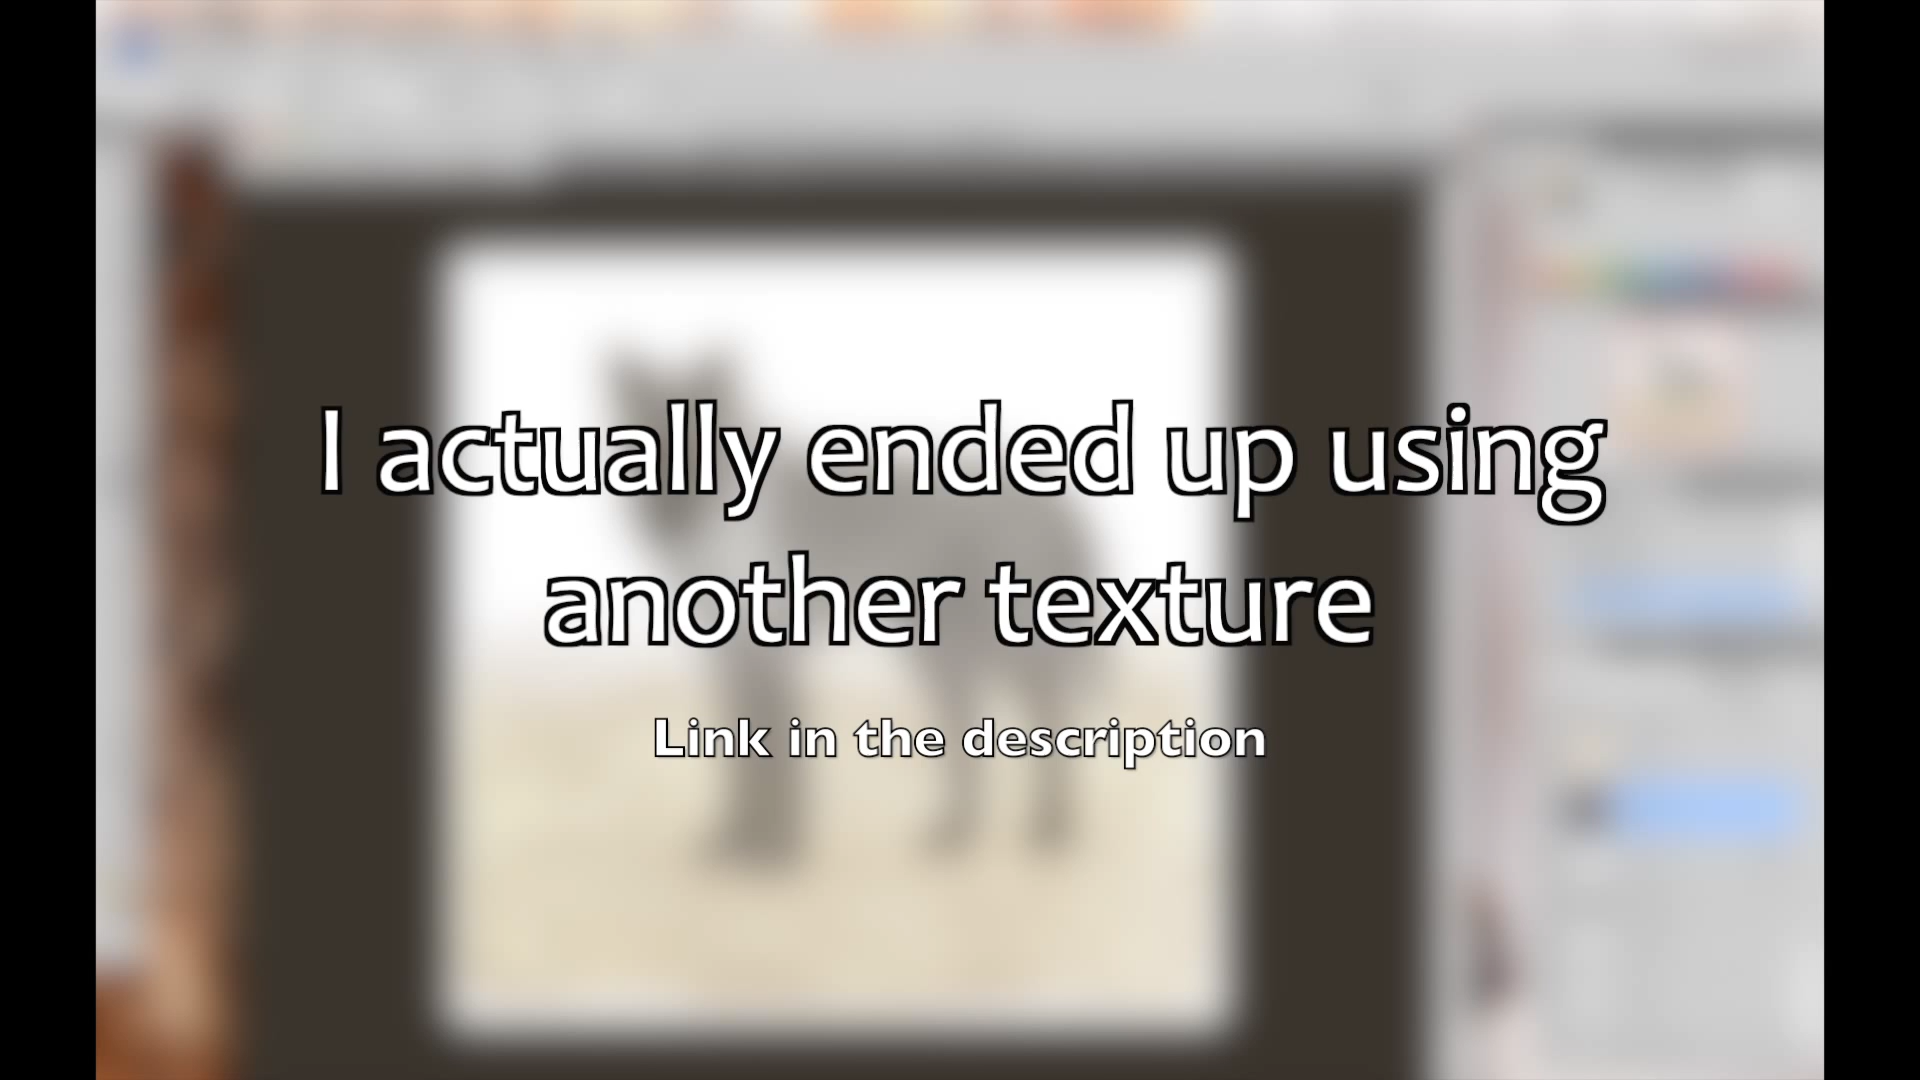 I actually ended up using
another texture
Link in the description